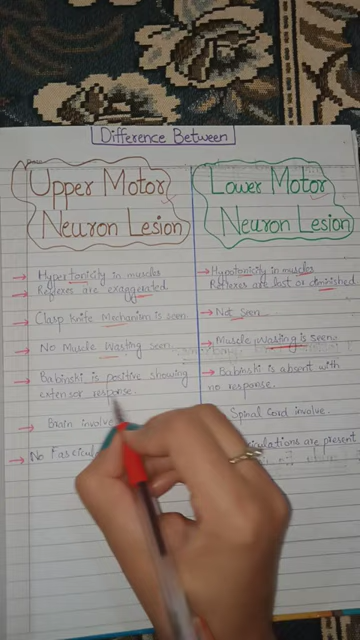 Difference Between
Upper Motor
Neuron Lesion
Hypertonicity in muscles
Reflexes are exaggerated.
Clasp knife Mechanism is seen
No Muscle Wasting seen
Babinski is positive showing
extensor response.
Brain involve
No Fascicu
Lower Motor
Neuron Lesion
Hypotonicity in muscles
Reflexes are lost or diminished
Not seen
Muscle wasting is seen
Babinski is absent with
no response.
Spinal Cord involve.
ciculations are present